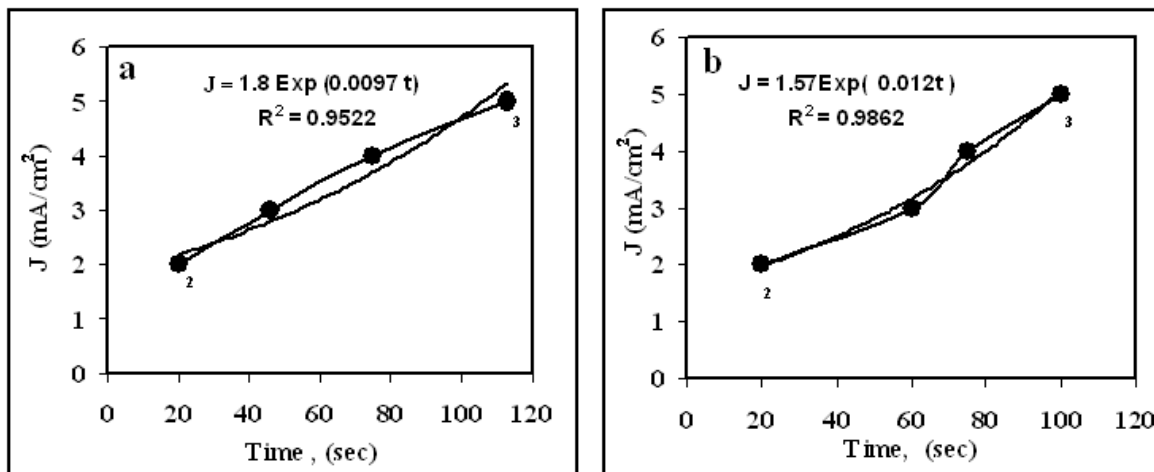 a
J = 1.8 Exp (0.0097 t)
R² = 0.9522
6
5
4
3
2
1
0
J (mA/cm²)
2
3
0 20 40 60 80 100 120
Time , (sec)
b
J = 1.57Exp( 0.012t )
R² = 0.9862
6
5
4
3
2
1
0
J (mA/cm²)
2
3
0 20 40 60 80 100 120
Time, (sec)